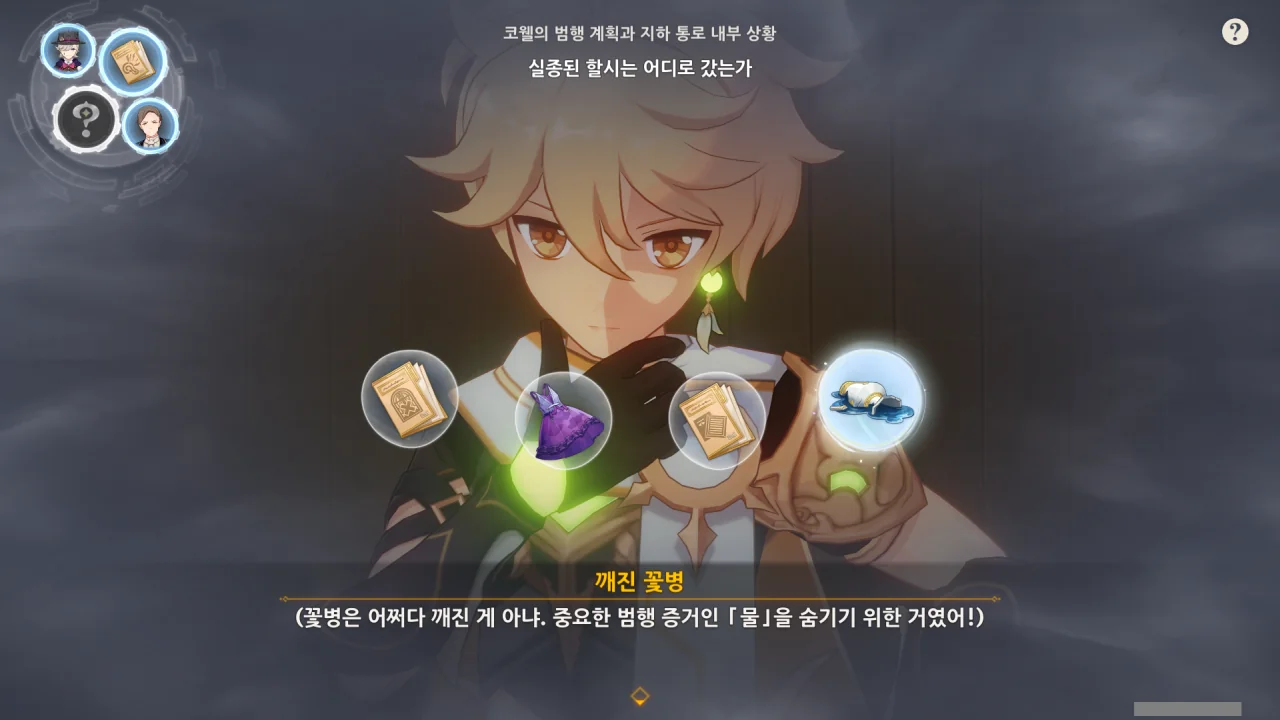 코웰의 범행 계획과 지하 통로 내부 상황
실종된 할시는 어디로 갔는가
?
?
깨진 꽃병
(꽃병은 어쩌다 깨진 게 아냐. 중요한 범행 증거인 「물」을 숨기기 위한 거였어!)